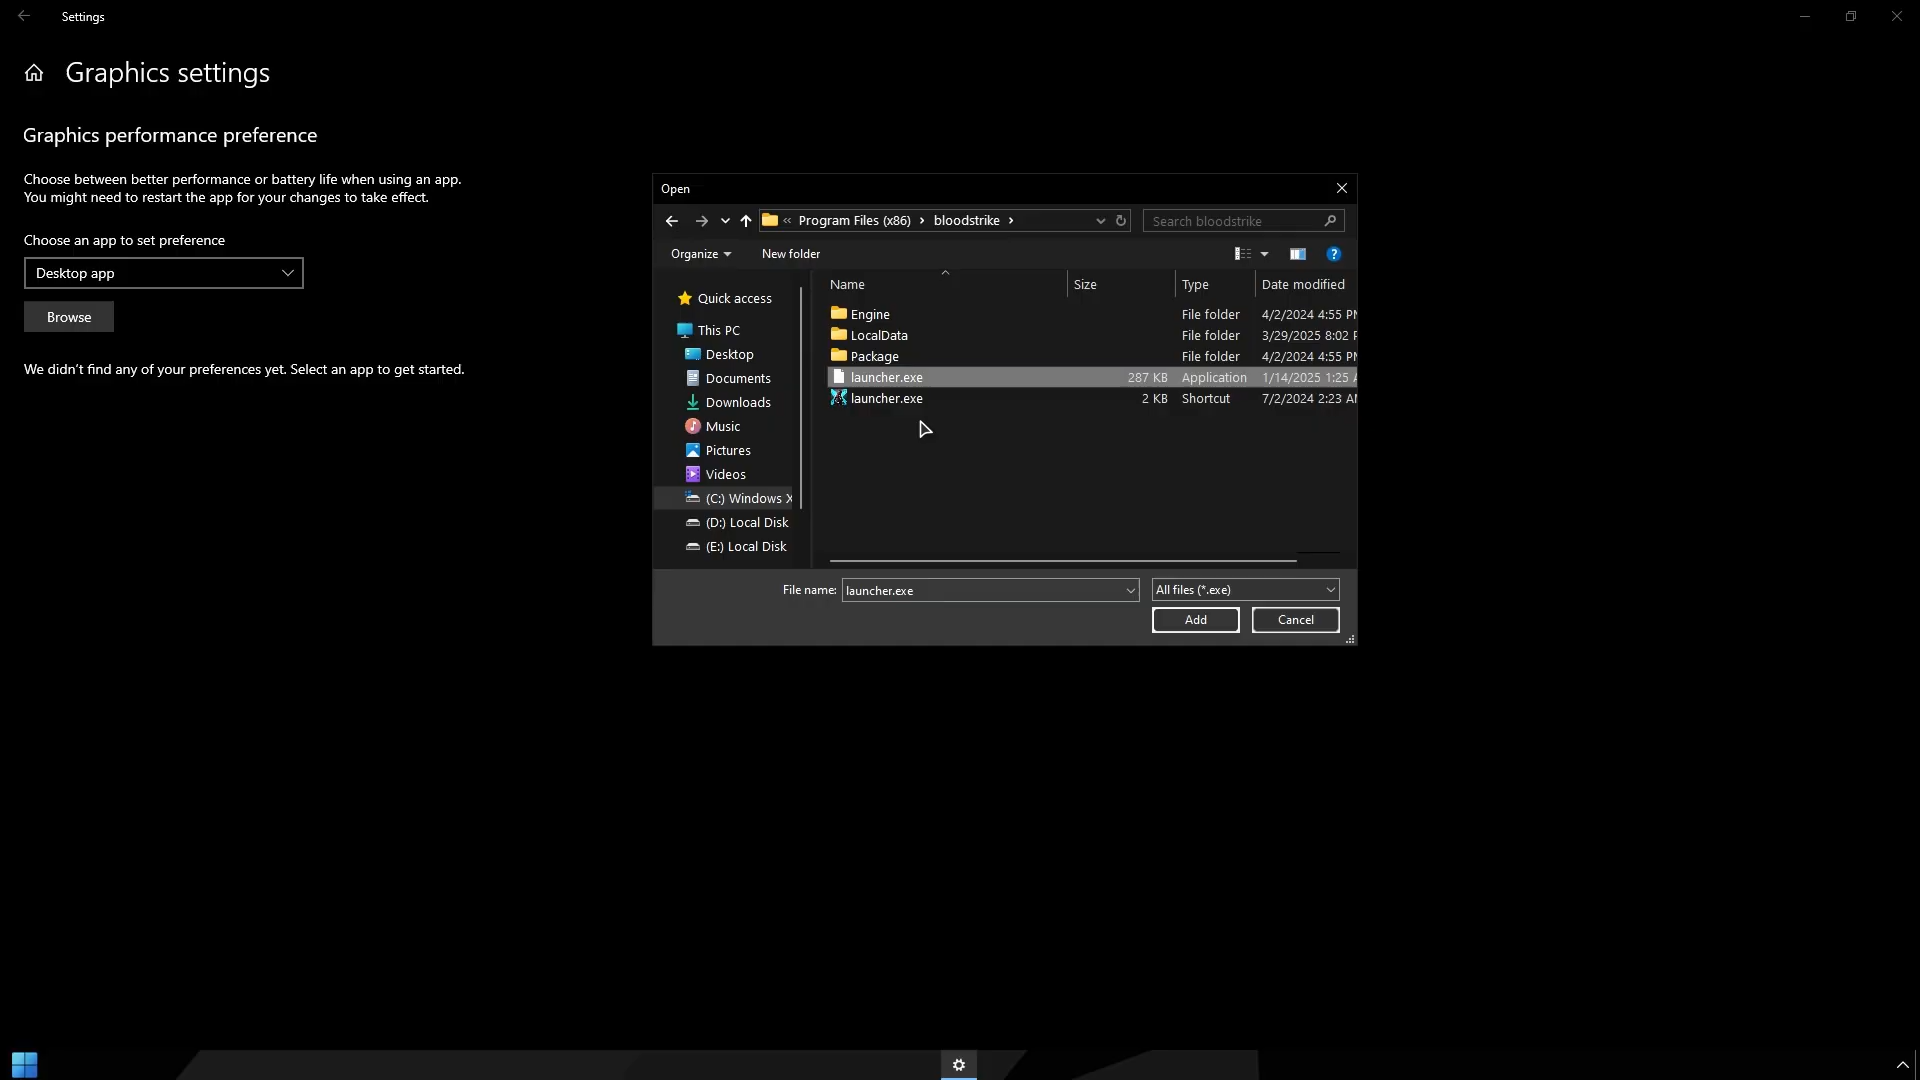 Settings
Graphics settings
Graphics performance preference
Choose between better performance or battery life when using an app.
You might need to restart the app for your changes to take effect.
Choose an app to set preference
Desktop app
Browse
We didn't find any of your preferences yet. Select an app to get started.
Open
« Program Files (x86) › bloodstrike ›
Search bloodstrike
Organize
New folder
?
Quick access
This PC
Desktop
Documents
Downloads
Music
Pictures
Videos
(C:) Windows X
(D:) Local Disk
(E:) Local Disk
Name Size Type Date modified
Engine File folder 4/2/2024 4:55 PM
LocalData File folder 3/29/2025 8:02
Package File folder 4/2/2024 4:55 PM
launcher.exe 287 KB Application 1/14/2025 1:25
launcher.exe 2 KB Shortcut 7/2/2024 2:23 AM
File name: launcher.exe
All files (*.exe)
Add
Cancel